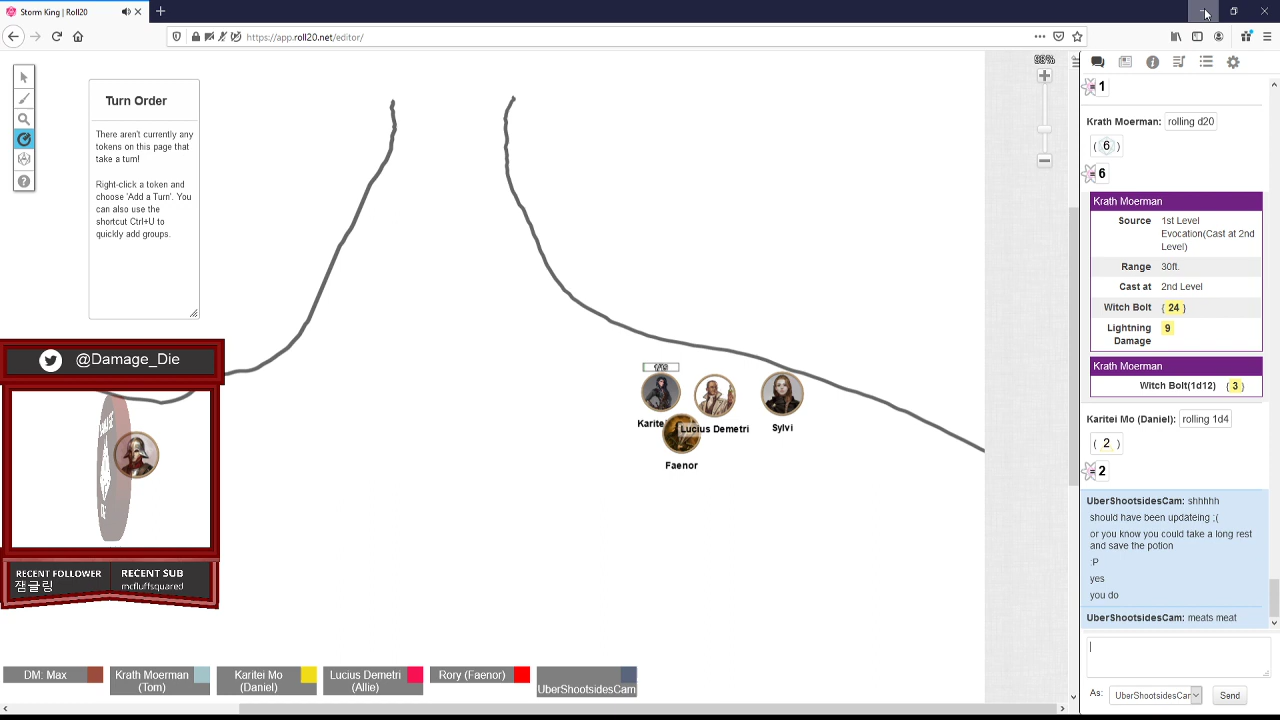 Storm King | Roll20
https://app.roll20.net/editor/
Turn Order
There aren't currently any
tokens on this page that
take a turn!
Right-click a token and
choose 'Add a Turn'. You
can also use the
shortcut Ctrl+U to
quickly add groups.
88%
@Damage_Die
RECENT FOLLOWER
잼글링
RECENT SUB
mcfluffsquared
Karitei
Lucius Demetri
Sylvi
Faenor
DM: Max
Krath Moerman
(Tom)
Karitei Mo
(Daniel)
Lucius Demetri
(Allie)
Rory (Faenor)
UberShootsidesCam
1
Krath Moerman: rolling d20
(6)
=6
Krath Moerman
Source 1st Level
Evocation(Cast at 2nd
Level)
Range 30ft.
Cast at 2nd Level
Witch Bolt (24)
Lightning 9
Damage
Krath Moerman
Witch Bolt(1d12) (3)
Karitei Mo (Daniel): rolling 1d4
(2)
=2
UberShootsidesCam: shhhhh
should have been updateing ;(
or you know you could take a long rest
and save the potion
:P
yes
you do
UberShootsidesCam: meats meat
As: UberShootsidesCar Send